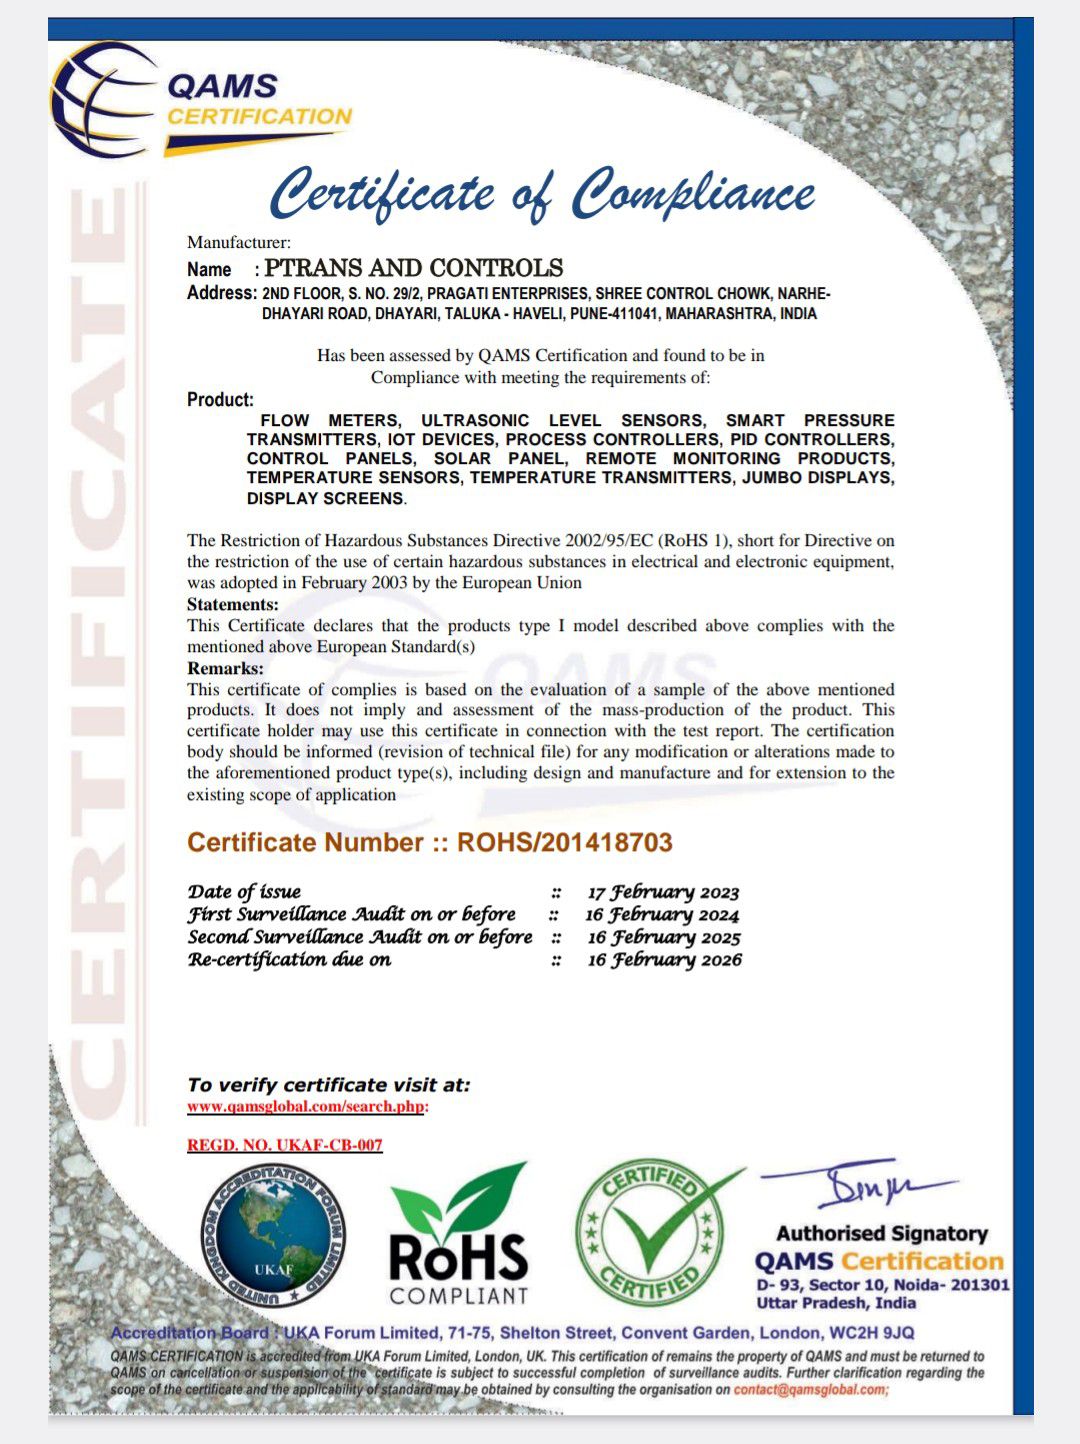 QAMS
CERTIFICATION
CERTIFICATE
Certificate of Compliance
Manufacturer:
Name : PTRANS AND CONTROLS
Address: 2ND FLOOR, S. NO. 29/2, PRAGATI ENTERPRISES, SHREE CONTROL CHOWK, NARHE-
DHAYARI ROAD, DHAYARI, TALUKA - HAVELI, PUNE-411041, MAHARASHTRA, INDIA
Has been assessed by QAMS Certification and found to be in
Compliance with meeting the requirements of:
Product:
FLOW METERS, ULTRASONIC LEVEL SENSORS, SMART PRESSURE
TRANSMITTERS, IOT DEVICES, PROCESS CONTROLLERS, PID CONTROLLERS,
CONTROL PANELS, SOLAR PANEL, REMOTE MONITORING PRODUCTS,
TEMPERATURE SENSORS, TEMPERATURE TRANSMITTERS, JUMBO DISPLAYS,
DISPLAY SCREENS.
The Restriction of Hazardous Substances Directive 2002/95/EC (RoHS 1), short for Directive on
the restriction of the use of certain hazardous substances in electrical and electronic equipment,
was adopted in February 2003 by the European Union
Statements:
This Certificate declares that the products type I model described above complies with the
mentioned above European Standard(s)
QAMS
Remarks:
This certificate of complies is based on the evaluation of a sample of the above mentioned
products. It does not imply and assessment of the mass-production of the product. This
certificate holder may use this certificate in connection with the test report. The certification
body should be informed (revision of technical file) for any modification or alterations made to
the aforementioned product type(s), including design and manufacture and for extension to the
existing scope of application
Certificate Number :: ROHS/201418703
Date of issue :: 17 February 2023
First Surveillance Audit on or before :: 16 February 2024
Second Surveillance Audit on or before :: 16 February 2025
Re-certification due on :: 16 February 2026
To verify certificate visit at:
www.qamsglobal.com/search.php:
REGD. NO. UKAF-CB-007
UNITED KINGDOM ACCREDITATION FORUM LIMITED
UKAF
RoHS
COMPLIANT
CERTIFIED
CERTIFIED
Authorised Signatory
QAMS Certification
D- 93, Sector 10, Noida- 201301
Uttar Pradesh, India
Accreditation Board : UKA Forum Limited, 71-75, Shelton Street, Convent Garden, London, WC2H 9JQ
QAMS CERTIFICATION is accredited from UKA Forum Limited, London, UK. This certification of remains the property of QAMS and must be returned to
QAMS on cancellation or suspension of the certificate is subject to successful completion of surveillance audits. Further clarification regarding the
scope of the certificate and the applicability of standard may be obtained by consulting the organisation on contact@qamsglobal.com;